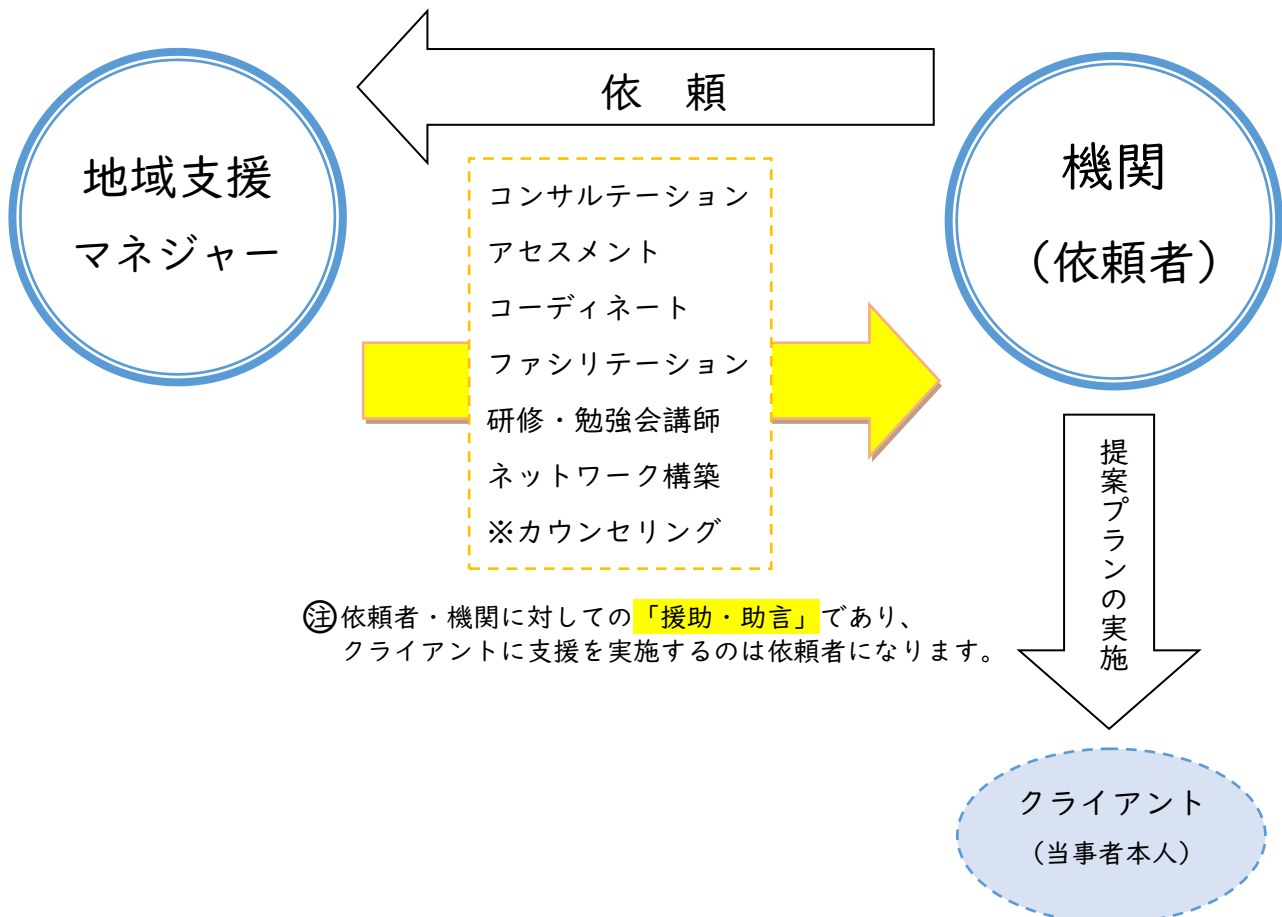 依　頼
地域支援
マネジャー
機関
（依頼者）
コンサルテーション
アセスメント
コーディネート
ファシリテーション
研修・勉強会講師
ネットワーク構築
※カウンセリング
提案プランの実施
㊟依頼者・機関に対しての「援助・助言」であり、
クライアントに支援を実施するのは依頼者になります。
クライアント
（当事者本人）